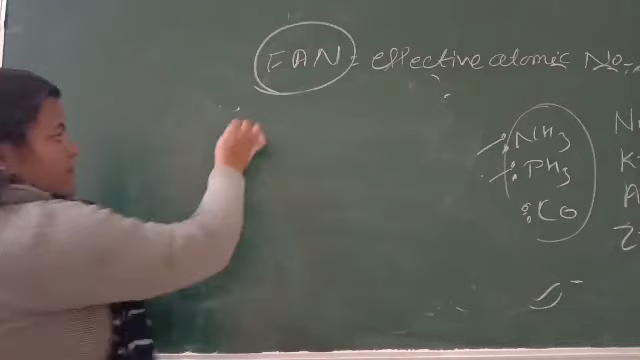 EAN = effective atomic No.
:NH3
:PH3
:CO